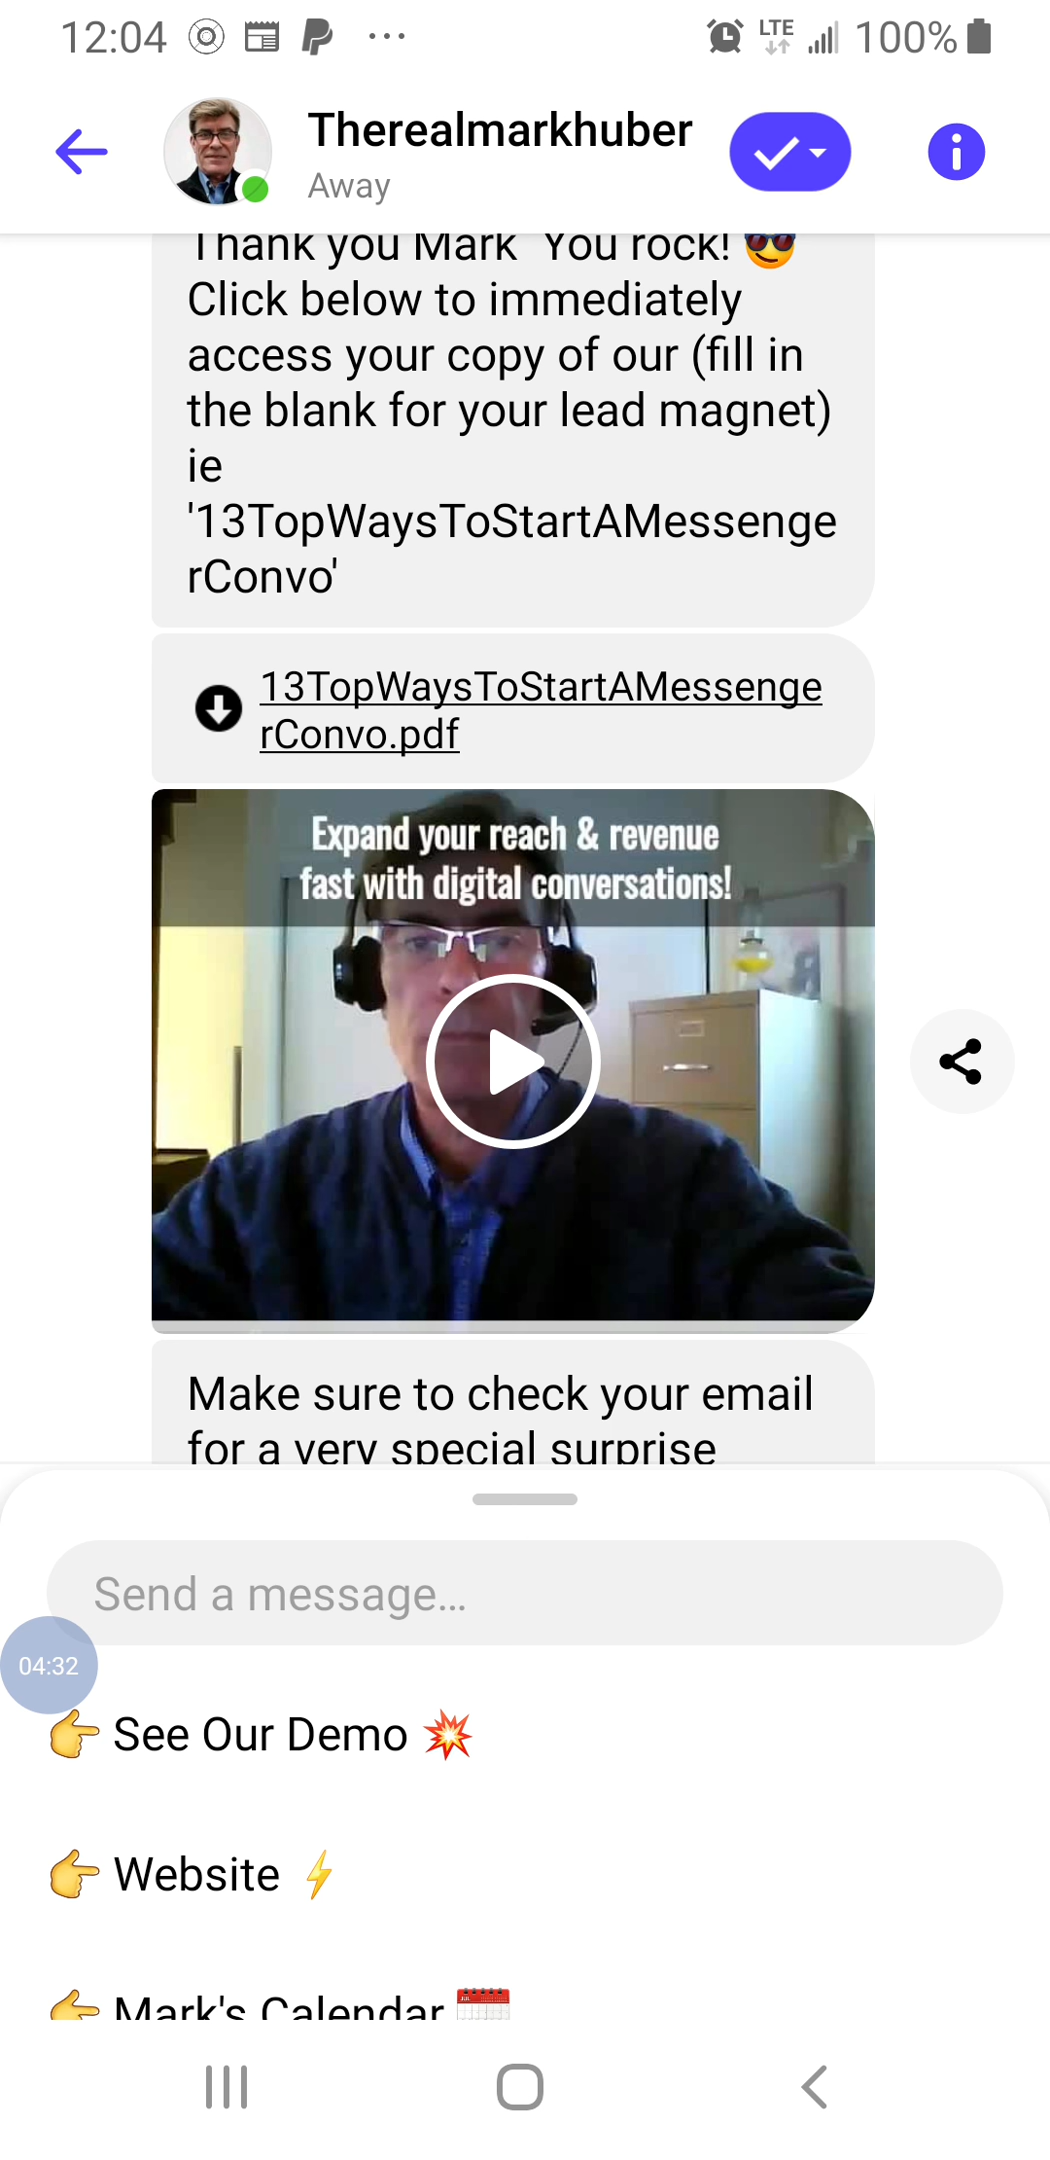 12:04
LTE
100%
Therealmarkhuber
Away
Thank you Mark  You rock! 😎
Click below to immediately
access your copy of our (fill in
the blank for your lead magnet)
ie
'13TopWaysToStartAMessenge
rConvo'
13TopWaysToStartAMessenge
rConvo.pdf
Expand your reach & revenue
fast with digital conversations!
Make sure to check your email
for a very special surprise
Send a message...
04:32
👉 See Our Demo 💥
👉 Website ⚡
👉 Mark's Calendar 📅